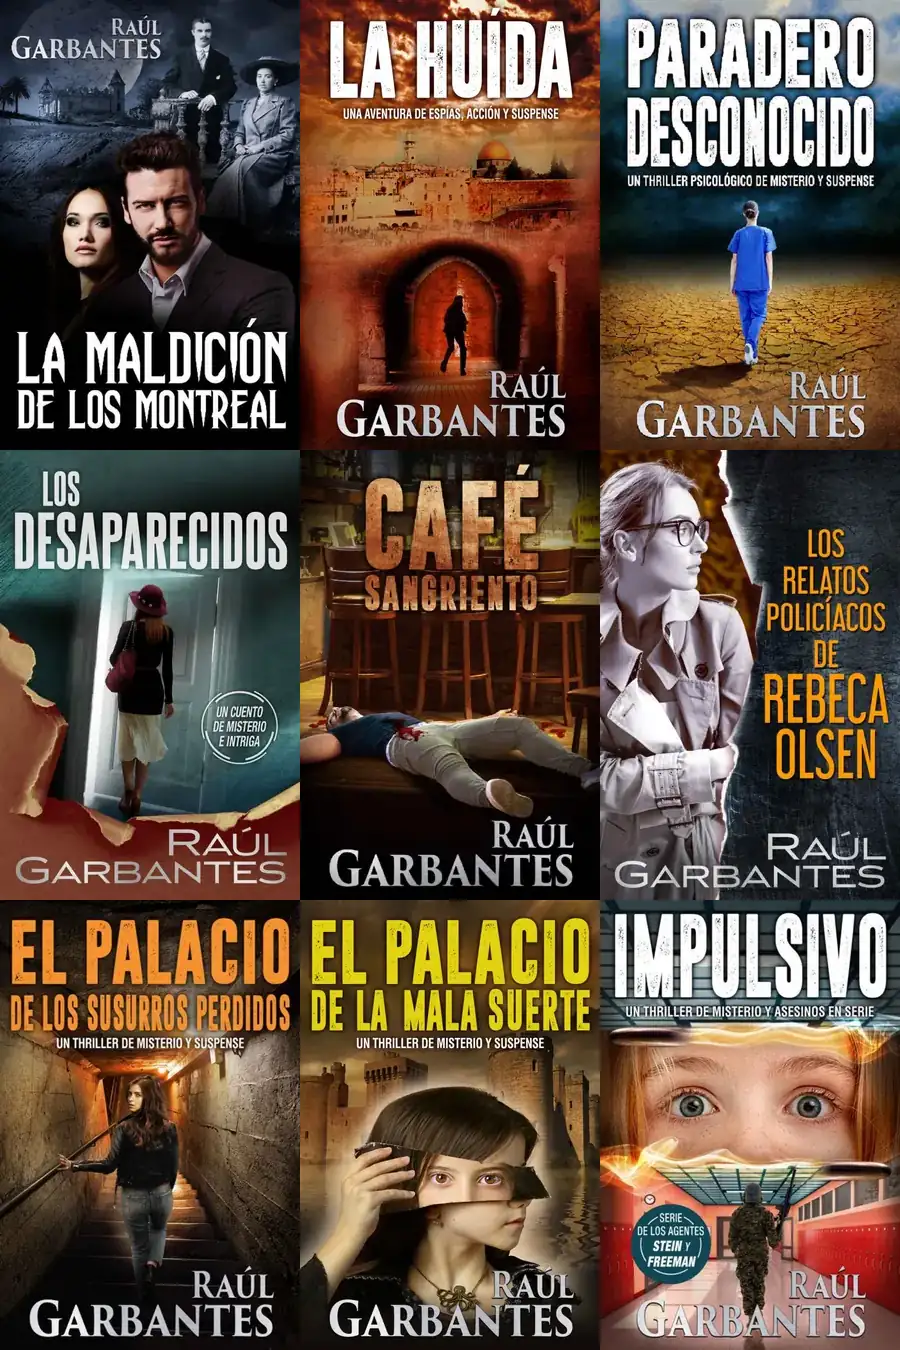 RAÚL
GARBANTES
LA MALDICIÓN
DE LOS MONTREAL
LA HUÍDA
UNA AVENTURA DE ESPÍAS, ACCIÓN Y SUSPENSE
RAÚL
GARBANTES
PARADERO
DESCONOCIDO
UN THRILLER PSICOLÓGICO DE MISTERIO Y SUSPENSE
RAÚL
GARBANTES
LOS
DESAPARECIDOS
UN CUENTO
DE MISTERIO
E INTRIGA
RAÚL
GARBANTES
CAFÉ
SANGRIENTO
RAÚL
GARBANTES
LOS
RELATOS
POLICÍACOS
DE
REBECA
OLSEN
RAÚL
GARBANTES
EL PALACIO
DE LOS SUSURROS PERDIDOS
UN THRILLER DE MISTERIO Y SUSPENSE
RAÚL
GARBANTES
EL PALACIO
DE LA MALA SUERTE
UN THRILLER DE MISTERIO Y SUSPENSE
RAÚL
GARBANTES
IMPULSIVO
UN THRILLER DE MISTERIO Y ASESINOS EN SERIE
SERIE
DE LOS AGENTES
STEIN Y
FREEMAN
RAÚL
GARBANTES